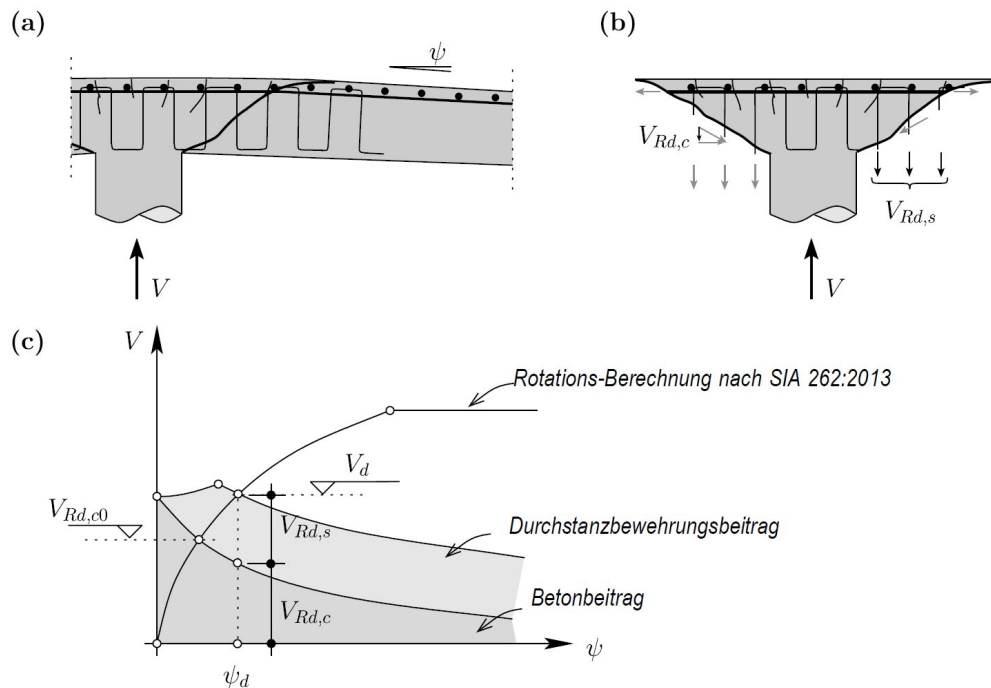 (a)
ψ
V
(b)
V_{Rd,c}
V_{Rd,s}
V
(c)
V
Rotations-Berechnung nach SIA 262:2013
V_d
V_{Rd,c0}
V_{Rd,s}
Durchstanzbewehrungsbeitrag
V_{Rd,c}
Betonbeitrag
ψ_d
ψ